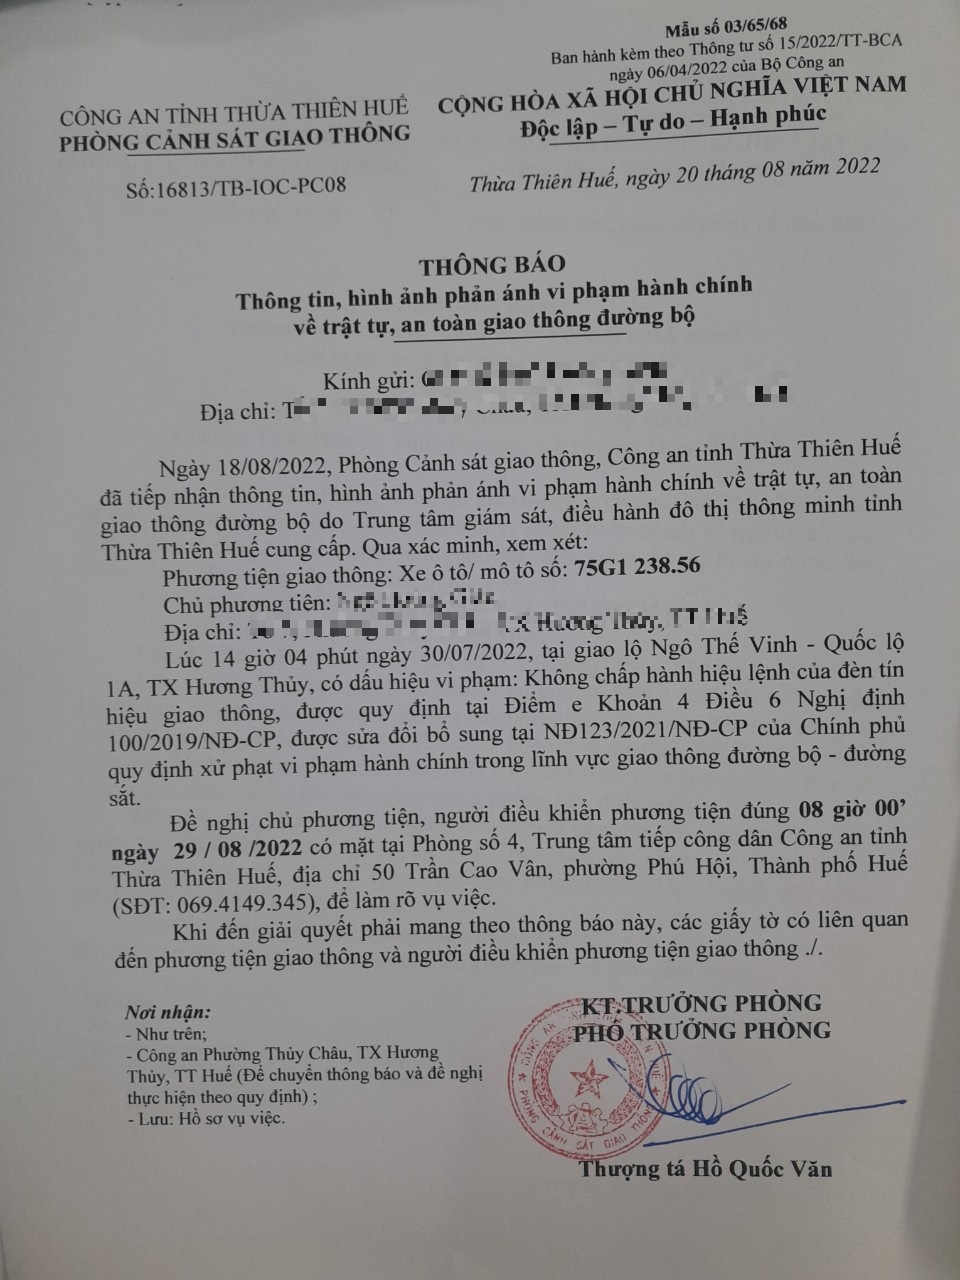 Mẫu số 03/65/68
Ban hành kèm theo Thông tư số 15/2022/TT-BCA
ngày 06/04/2022 của Bộ Công an
CÔNG AN TỈNH THỪA THIÊN HUẾ
PHÒNG CẢNH SÁT GIAO THÔNG
CỘNG HÒA XÃ HỘI CHỦ NGHĨA VIỆT NAM
Độc lập – Tự do – Hạnh phúc
Số:16813/TB-IOC-PC08
Thừa Thiên Huế, ngày 20 tháng 08 năm 2022
THÔNG BÁO
Thông tin, hình ảnh phản ánh vi phạm hành chính
về trật tự, an toàn giao thông đường bộ
Kính gửi:
Địa chỉ:
Ngày 18/08/2022, Phòng Cảnh sát giao thông, Công an tỉnh Thừa Thiên Huế
đã tiếp nhận thông tin, hình ảnh phản ánh vi phạm hành chính về trật tự, an toàn
giao thông đường bộ do Trung tâm giám sát, điều hành đô thị thông minh tỉnh
Thừa Thiên Huế cung cấp. Qua xác minh, xem xét:
Phương tiện giao thông: Xe ô tô/ mô tô số: 75G1 238.56
Chủ phương tiện:
Địa chỉ: TX Hương Thủy, TT Huế
Lúc 14 giờ 04 phút ngày 30/07/2022, tại giao lộ Ngô Thế Vinh - Quốc lộ
1A, TX Hương Thủy, có dấu hiệu vi phạm: Không chấp hành hiệu lệnh của đèn tín
hiệu giao thông, được quy định tại Điểm e Khoản 4 Điều 6 Nghị định
100/2019/NĐ-CP, được sửa đổi bổ sung tại NĐ123/2021/NĐ-CP của Chính phủ
quy định xử phạt vi phạm hành chính trong lĩnh vực giao thông đường bộ - đường
sắt.
Đề nghị chủ phương tiện, người điều khiển phương tiện đúng 08 giờ 00’
ngày 29 / 08 /2022 có mặt tại Phòng số 4, Trung tâm tiếp công dân Công an tỉnh
Thừa Thiên Huế, địa chỉ 50 Trần Cao Vân, phường Phú Hội, Thành phố Huế
(SĐT: 069.4149.345), để làm rõ vụ việc.
Khi đến giải quyết phải mang theo thông báo này, các giấy tờ có liên quan
đến phương tiện giao thông và người điều khiển phương tiện giao thông ./.
Nơi nhận:
- Như trên;
- Công an Phường Thủy Châu, TX Hương
Thủy, TT Huế (Để chuyển thông báo và đề nghị
thực hiện theo quy định) ;
- Lưu: Hồ sơ vụ việc.
KT.TRƯỞNG PHÒNG
PHÓ TRƯỞNG PHÒNG
PHÒNG CẢNH SÁT GIAO THÔNG
Thượng tá Hồ Quốc Văn